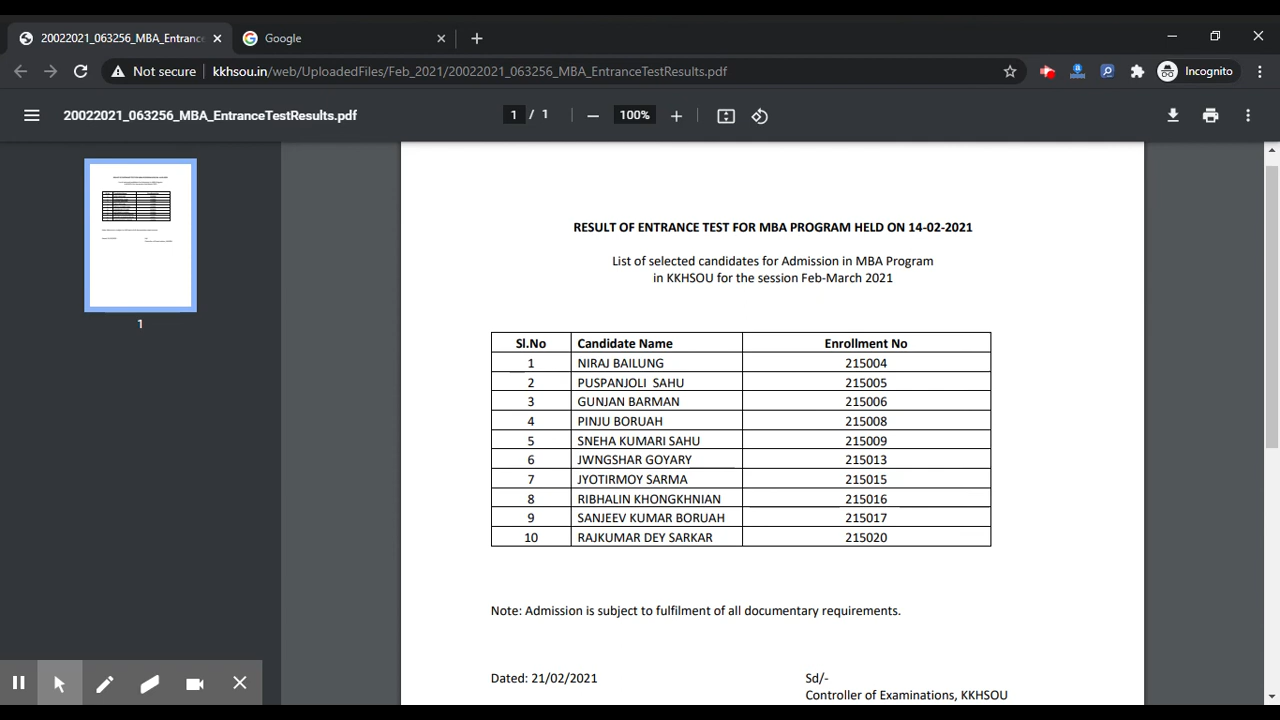 20022021_063256_MBA_Entranc
Google
Not secure
kkhsou.in/web/UploadedFiles/Feb_2021/20022021_063256_MBA_EntranceTestResults.pdf
Incognito
20022021_063256_MBA_EntranceTestResults.pdf
1 / 1
100%
1
RESULT OF ENTRANCE TEST FOR MBA PROGRAM HELD ON 14-02-2021
List of selected candidates for Admission in MBA Program
in KKHSOU for the session Feb-March 2021
Sl.No Candidate Name Enrollment No
1 NIRAJ BAILUNG 215004
2 PUSPANJOLI SAHU 215005
3 GUNJAN BARMAN 215006
4 PINJU BORUAH 215008
5 SNEHA KUMARI SAHU 215009
6 JWNGSHAR GOYARY 215013
7 JYOTIRMOY SARMA 215015
8 RIBHALIN KHONGKHNIAN 215016
9 SANJEEV KUMAR BORUAH 215017
10 RAJKUMAR DEY SARKAR 215020
Note: Admission is subject to fulfilment of all documentary requirements.
Dated: 21/02/2021 Sd/-
Controller of Examinations, KKHSOU